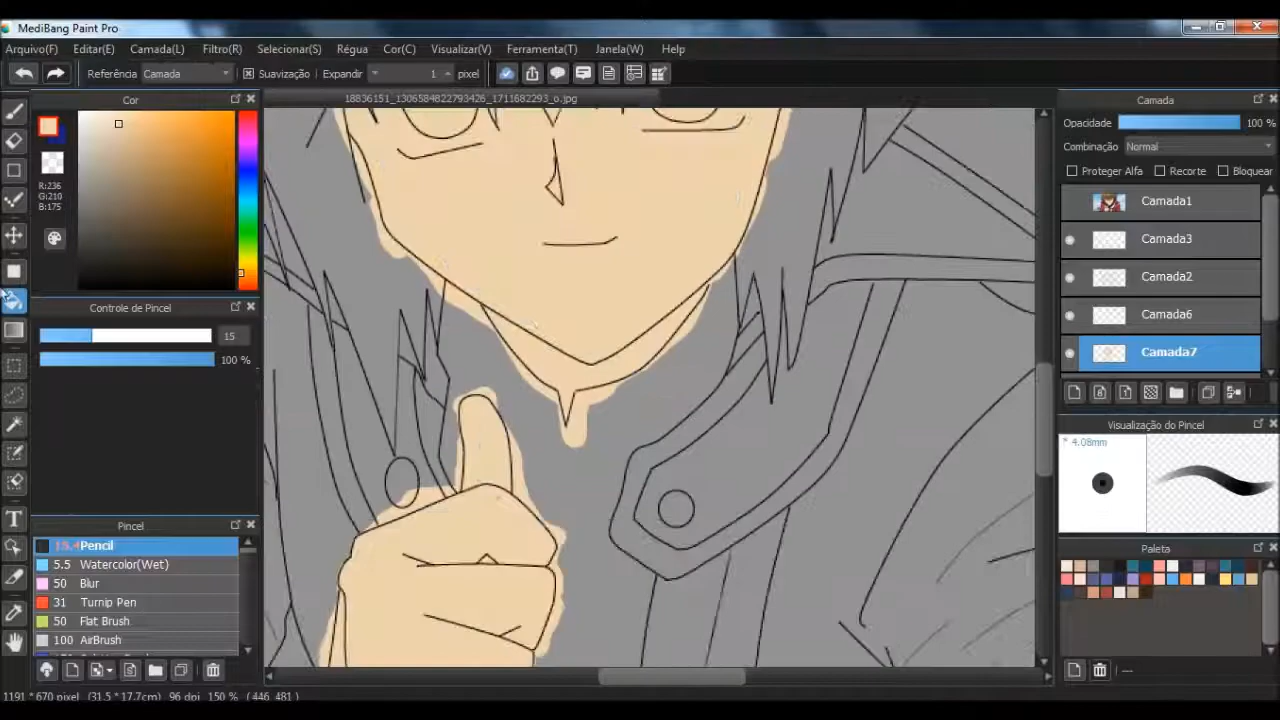 MediBang Paint Pro
Arquivo(F) Editar(E) Camada(L) Filtro(R) Selecionar(S) Régua Cor(C) Visualizar(V) Ferramenta(T) Janela(W) Help
Referência Camada Suavização Expandir 1 pixel
Cor
18836151_1306584822793426_1711682293_o.jpg
Camada
Opacidade 100 %
Combinação Normal
Proteger Alfa Recorte Bloquear
R:236
G:210
B:175
Camada1
Camada3
Camada2
Camada6
Camada7
Controle de Pincel
15
100 %
Visualização do Pincel
* 4.08mm
Pincel
15.4 Pencil
5.5 Watercolor(Wet)
50 Blur
31 Turnip Pen
50 Flat Brush
100 AirBrush
Paleta
T
---
1191 * 670 pixel (31.5 * 17.7cm) 96 dpi 150 % (446, 481)